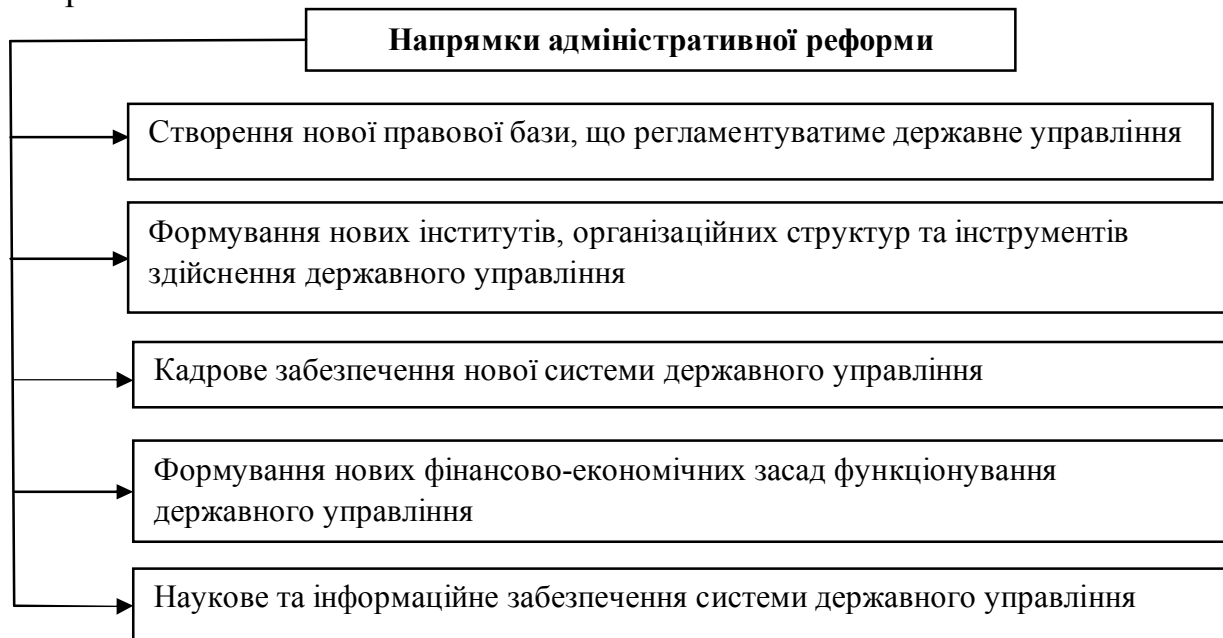 Напрямки адміністративної реформи
Створення нової правової бази, що регламентуватиме державне управління
Формування нових інститутів, організаційних структур та інструментів
здійснення державного управління
Кадрове забезпечення нової системи державного управління
Формування нових фінансово-економічних засад функціонування
державного управління
Наукове та інформаційне забезпечення системи державного управління